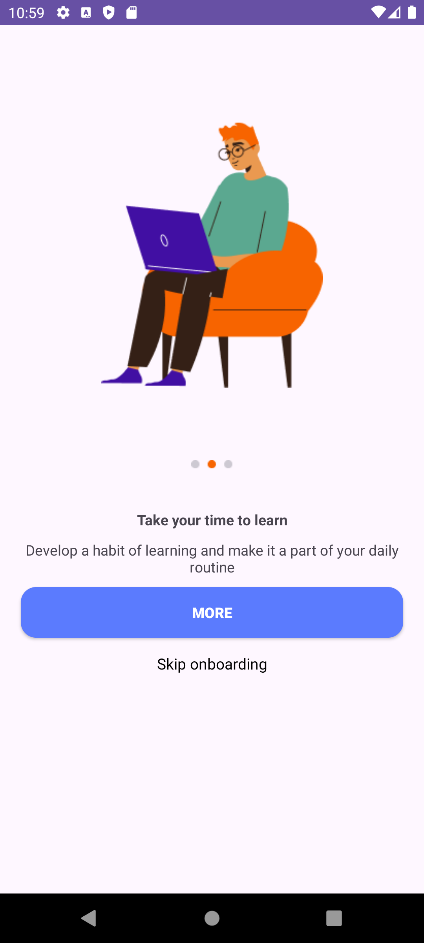 10:59
Take your time to learn
Develop a habit of learning and make it a part of your daily
routine
MORE
Skip onboarding